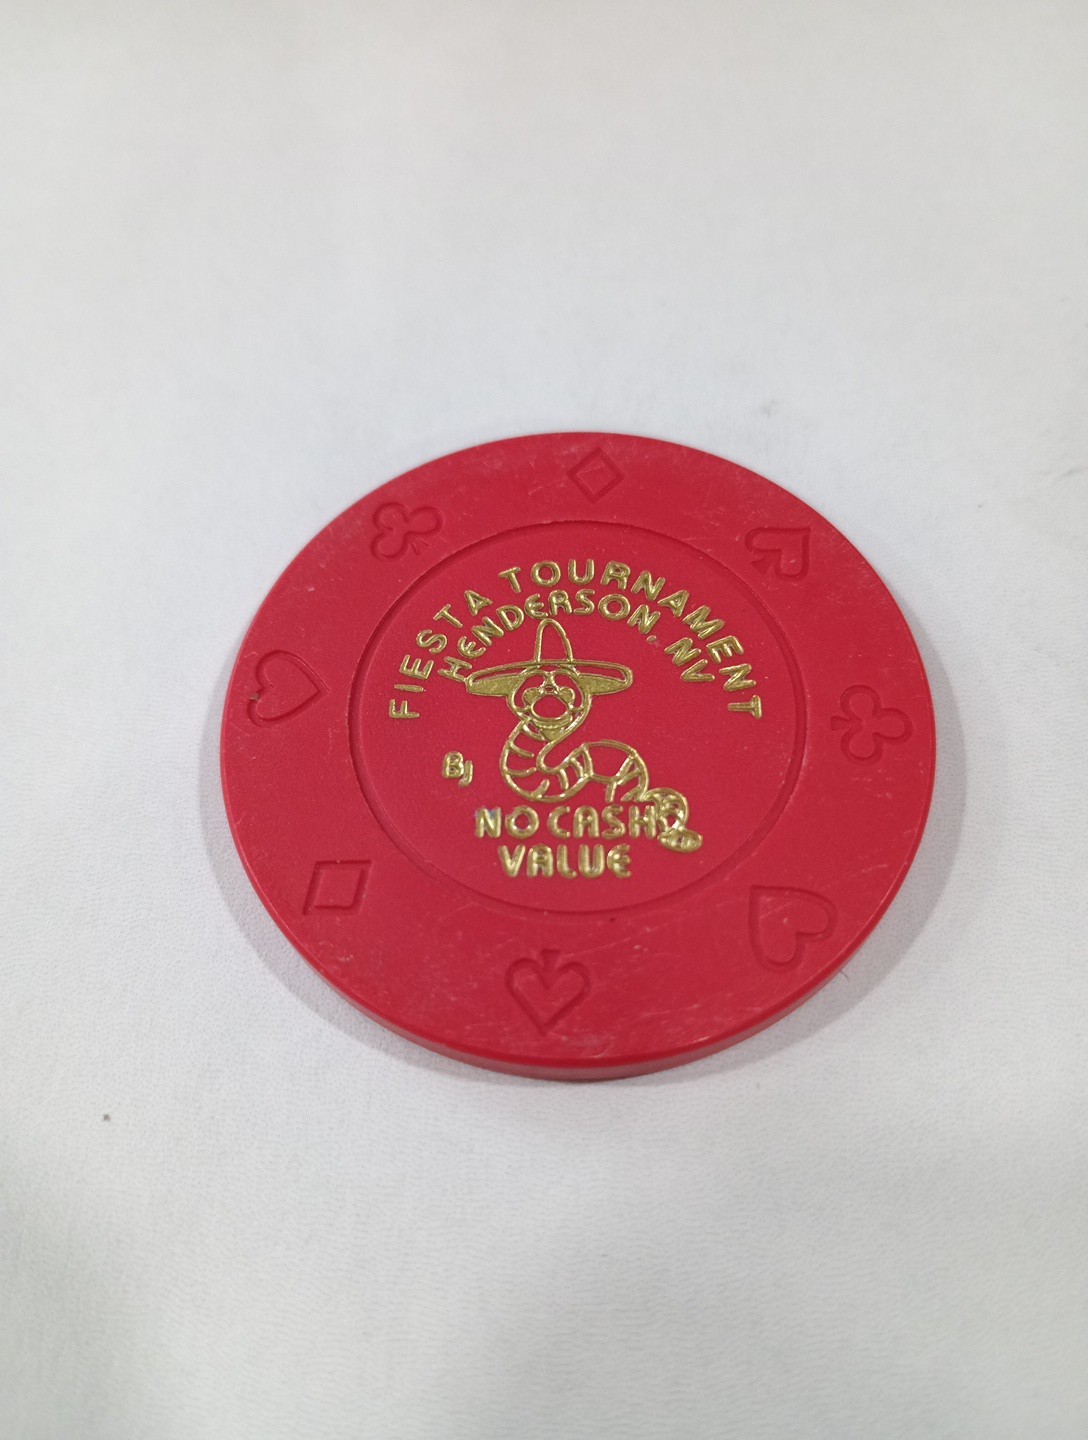 FIESTA TOURNAMENT
HENDERSON, NV
BJ
NO CASH
VALUE